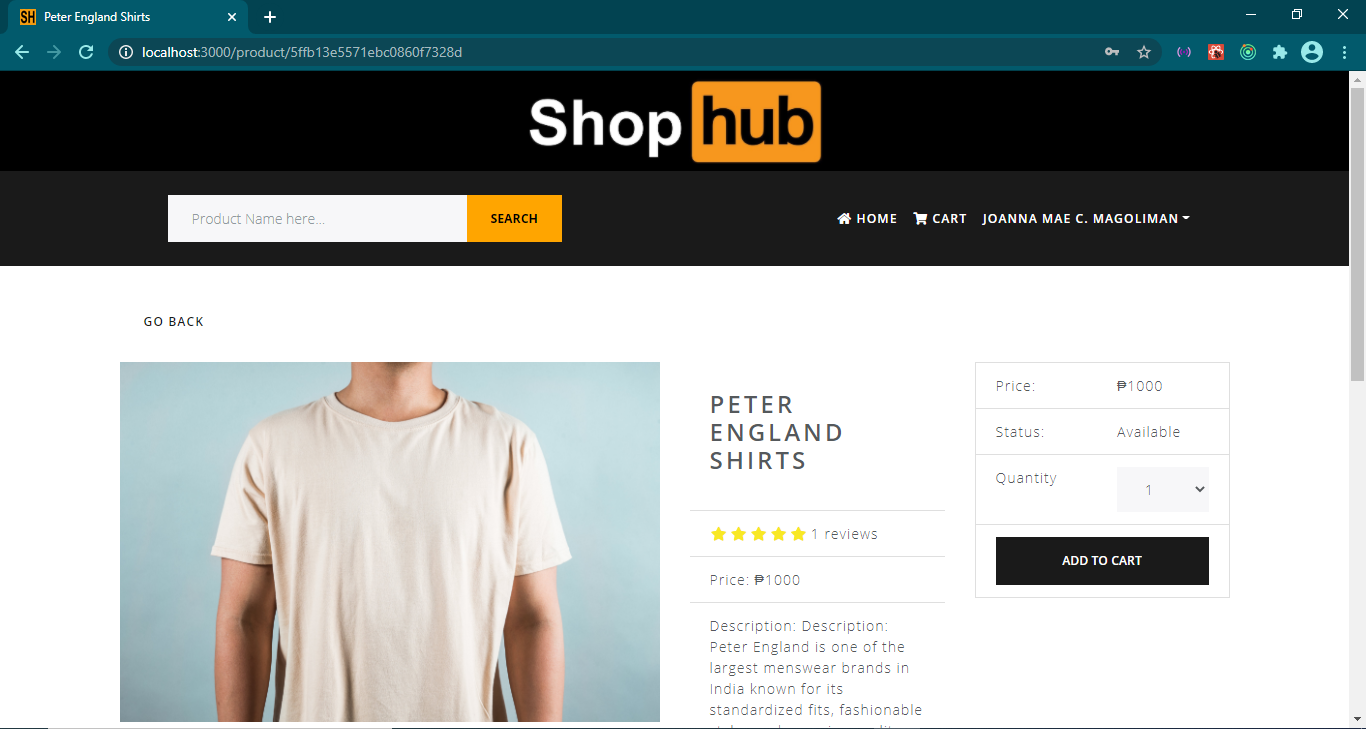 SH Peter England Shirts
localhost:3000/product/5ffb13e5571ebc0860f7328d
Shop hub
Product Name here...
SEARCH
HOME
CART
JOANNA MAE C. MAGOLIMAN
GO BACK
PETER
ENGLAND
SHIRTS
1 reviews
Price: ₱1000
Description: Description:
Peter England is one of the
largest menswear brands in
India known for its
standardized fits, fashionable
Price: ₱1000
Status: Available
Quantity 1
ADD TO CART